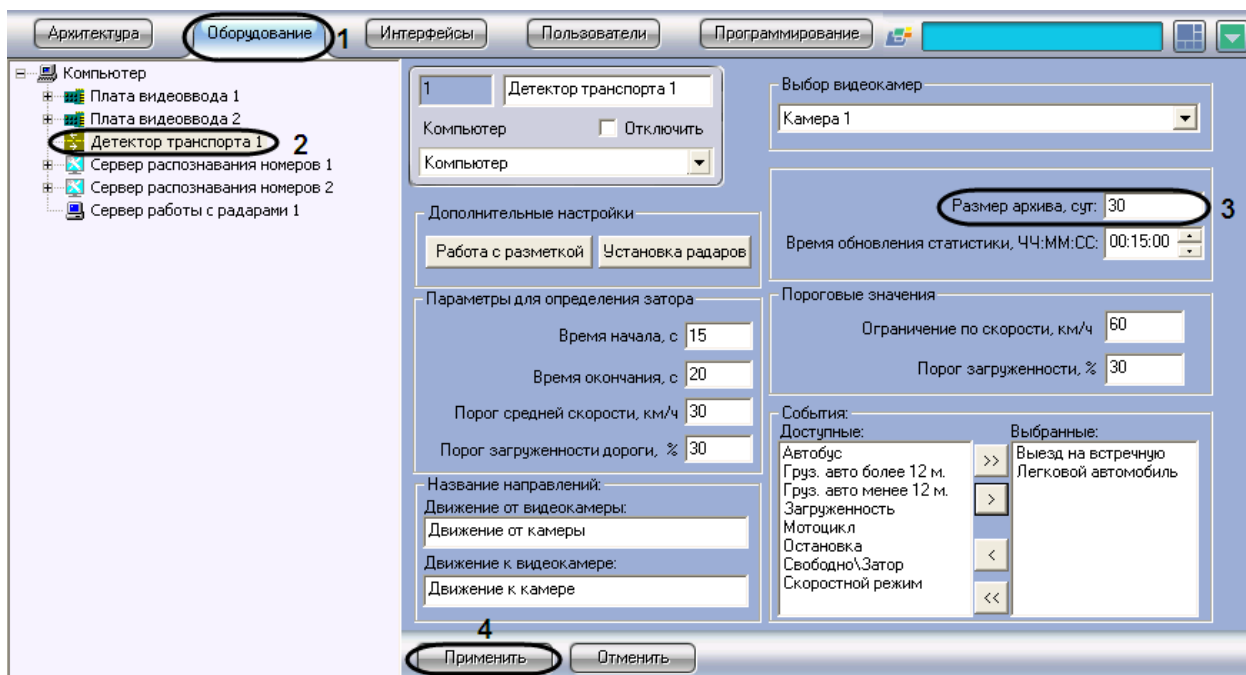 Архитектура Оборудование 1 Интерфейсы Пользователи Программирование
Компьютер
Плата видеоввода 1
Плата видеоввода 2
Детектор транспорта 1 2
Сервер распознавания номеров 1
Сервер распознавания номеров 2
Сервер работы с радарами 1
1 Детектор транспорта 1
Компьютер Отключить
Компьютер
Дополнительные настройки
Работа с разметкой Установка радаров
Параметры для определения затора
Время начала, с 15
Время окончания, с 20
Порог средней скорости, км/ч 30
Порог загруженности дороги, % 30
Название направлений:
Движение от видеокамеры:
Движение от камеры
Движение к видеокамере:
Движение к камере
Выбор видеокамер
Камера 1
Размер архива, сут: 30 3
Время обновления статистики, ЧЧ:ММ:СС: 00:15:00
Пороговые значения
Ограничение по скорости, км/ч 60
Порог загруженности, % 30
События:
Доступные:
Автобус
Груз. авто более 12 м.
Груз. авто менее 12 м.
Загруженность
Мотоцикл
Остановка
Свободно\Затор
Скоростной режим
>>
>
<
<<
Выбранные:
Выезд на встречную
Легковой автомобиль
4
Применить Отменить